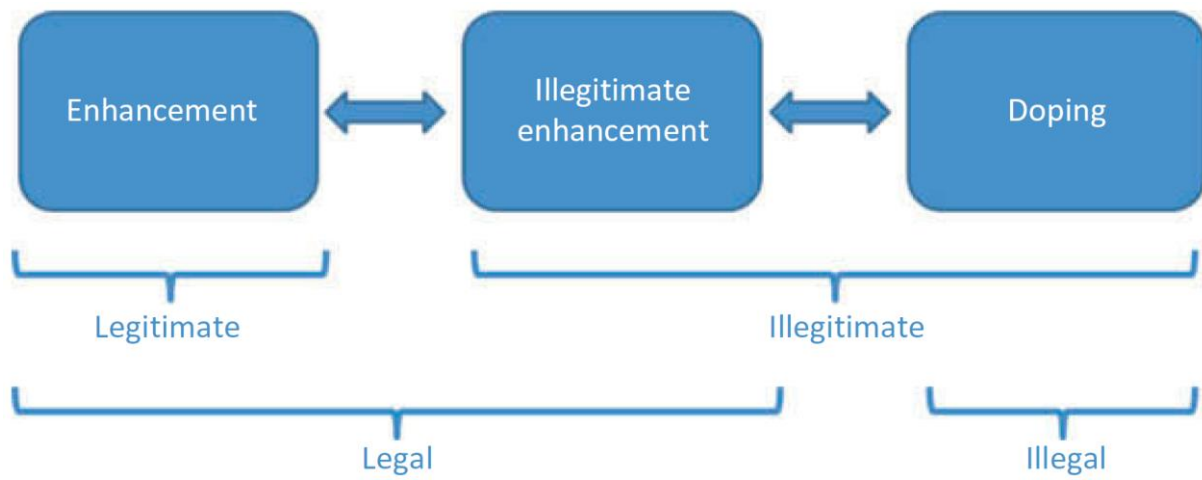 Enhancement
Illegitimate
enhancement
Doping
Legitimate
Illegitimate
Legal
Illegal